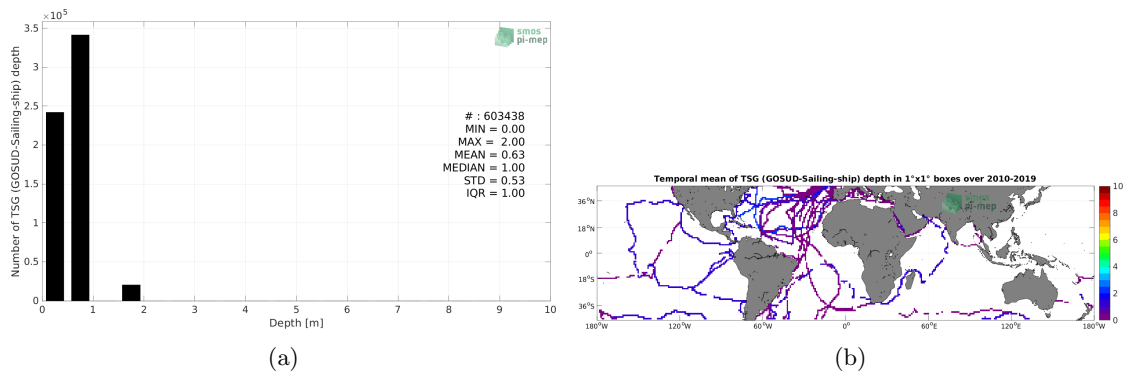 ×10⁵
3.5
3
2.5
2
1.5
1
0.5
0
Number of TSG (GOSUD-Sailing-ship) depth
smos
pi-mep
# : 603438
MIN = 0.00
MAX = 2.00
MEAN = 0.63
MEDIAN = 1.00
STD = 0.53
IQR = 1.00
0 1 2 3 4 5 6 7 8 9 10
Depth [m]
(a)
Temporal mean of TSG (GOSUD-Sailing-ship) depth in 1°x1° boxes over 2010-2019
smos
pi-mep
36°N
18°N
0°
18°S
36°S
180°W 120°W 60°W 0° 60°E 120°E 180°W
10
8
6
4
2
0
(b)